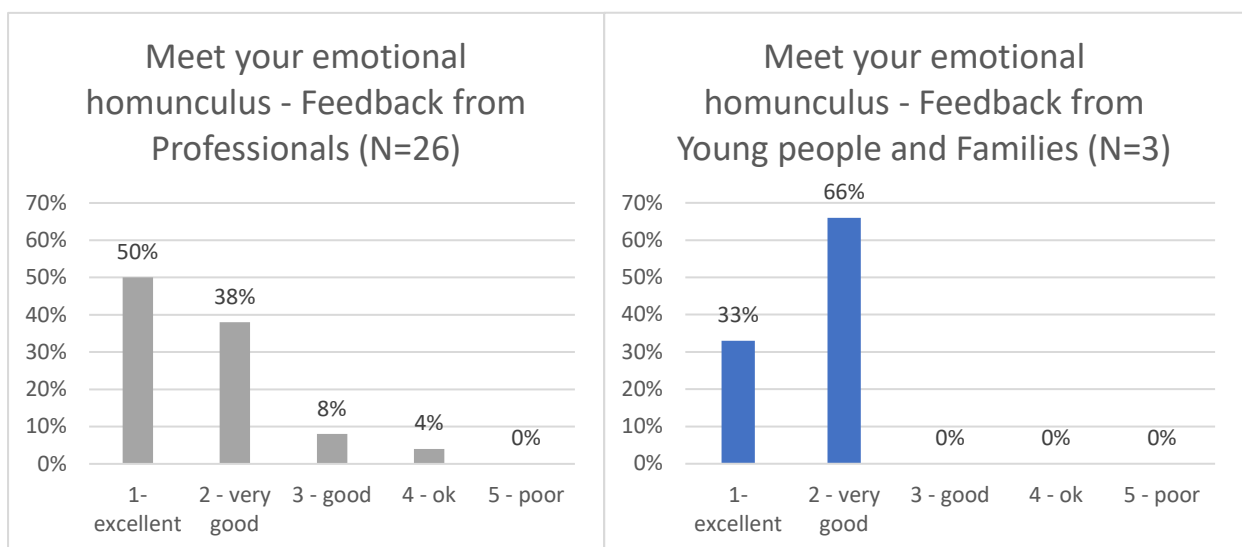 Meet your emotional
homunculus - Feedback from
Professionals (N=26)
70%
60%
50%
40%
30%
20%
10%
0%
50%
38%
8%
4%
0%
1-
excellent
2 - very
good
3 - good
4 - ok
5 - poor
Meet your emotional
homunculus - Feedback from
Young people and Families (N=3)
70%
60%
50%
40%
30%
20%
10%
0%
33%
66%
0%
0%
0%
1-
excellent
2 - very
good
3 - good
4 - ok
5 - poor